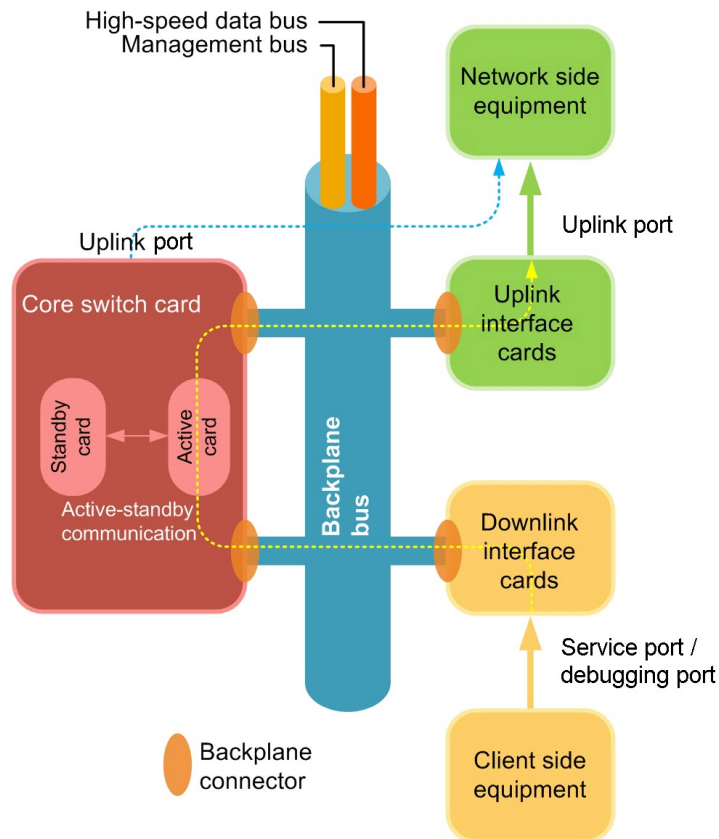 High-speed data bus
Management bus
Network side
equipment
Uplink port
Uplink port
Core switch card
Uplink
interface
cards
Standby
card
Active
card
Active-standby
communication
Backplane
bus
Downlink
interface
cards
Service port /
debugging port
Backplane
connector
Client side
equipment